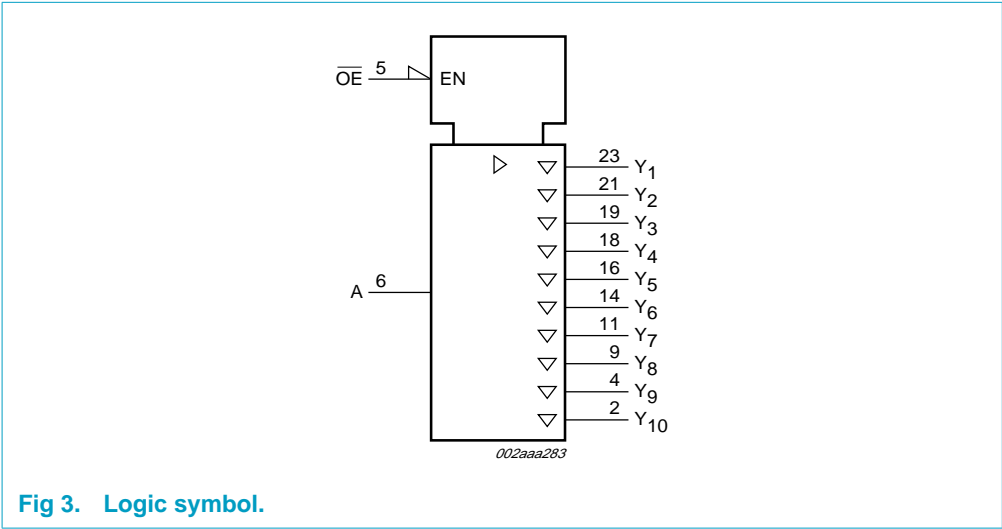 O̅E̅ 5 EN
23 Y1
21 Y2
19 Y3
18 Y4
A 6
16 Y5
14 Y6
11 Y7
9 Y8
4 Y9
2 Y10
002aaa283
Fig 3. Logic symbol.